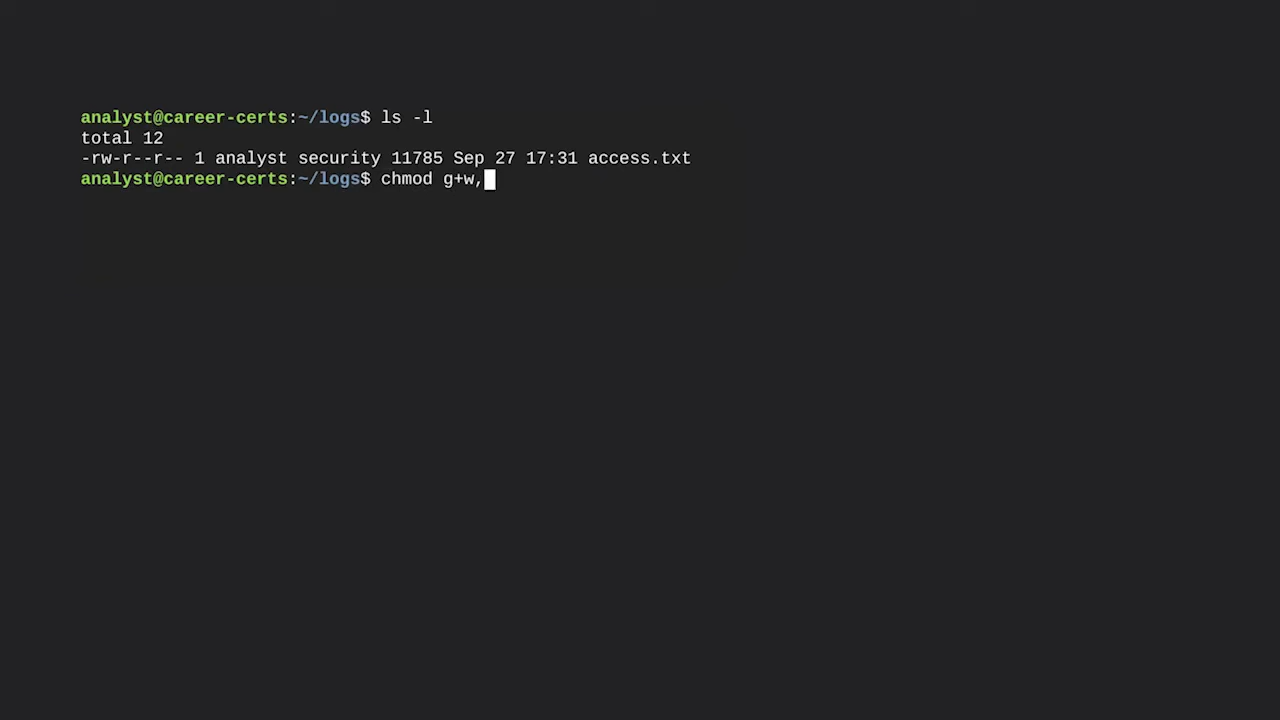 analyst@career-certs:~/logs$ ls -l
total 12
-rw-r--r-- 1 analyst security 11785 Sep 27 17:31 access.txt
analyst@career-certs:~/logs$ chmod g+w,